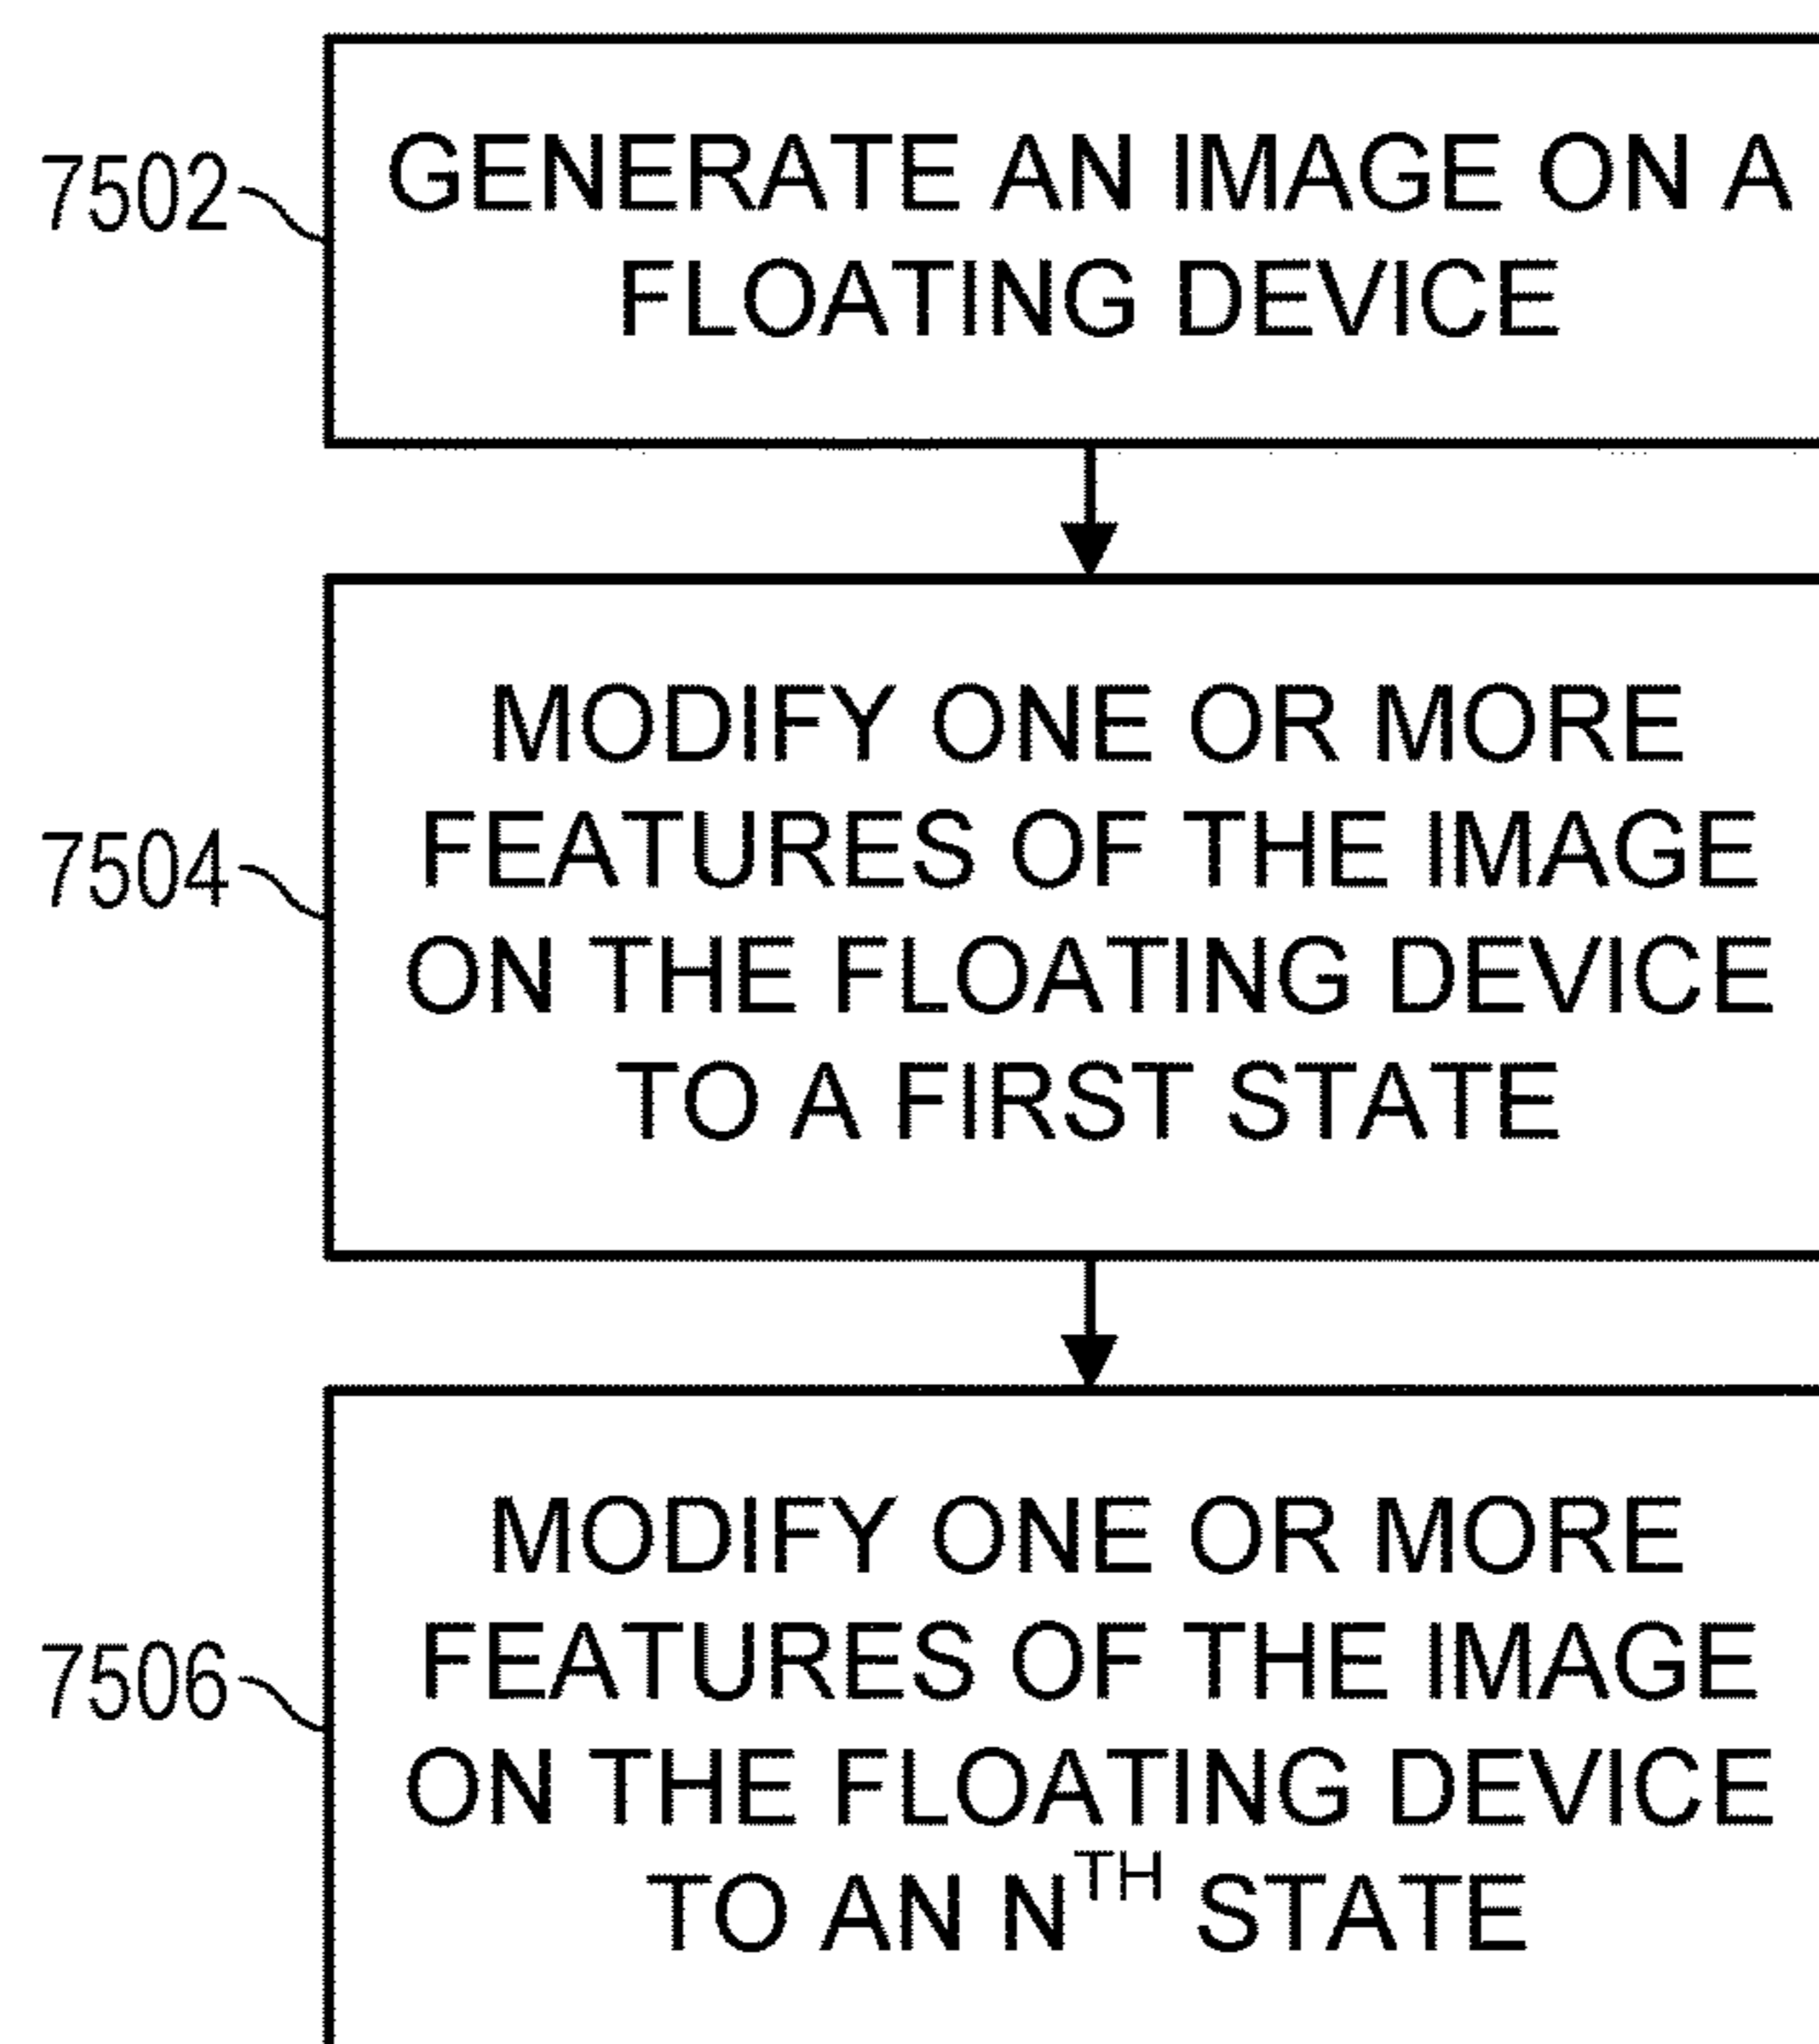 7502
GENERATE AN IMAGE ON A
FLOATING DEVICE
7504
MODIFY ONE OR MORE
FEATURES OF THE IMAGE
ON THE FLOATING DEVICE
TO A FIRST STATE
7506
MODIFY ONE OR MORE
FEATURES OF THE IMAGE
ON THE FLOATING DEVICE
TO AN NTH STATE